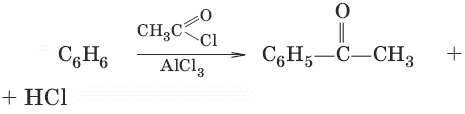 O
CH₃C
Cl
O
C₆H₆ AlCl₃ C₆H₅—C—CH₃ +
+ HCl